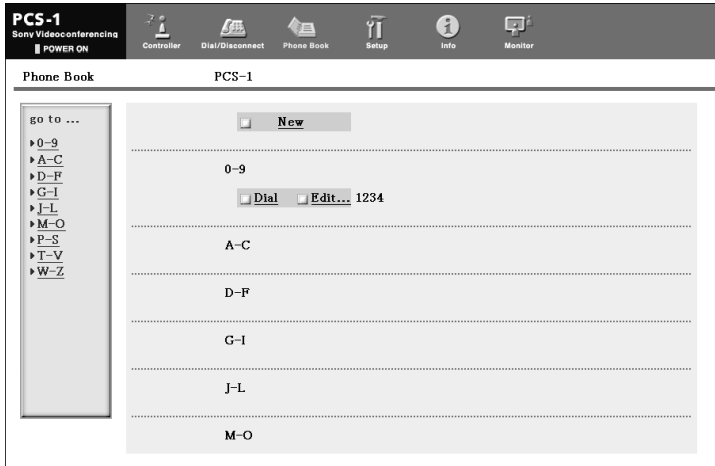 PCS-1
Sony Videoconferencing
POWER ON
Controller Dial/Disconnect Phone Book Setup Info Monitor
Phone Book PCS-1
go to ...
0-9
A-C
D-F
G-I
J-L
M-O
P-S
T-V
W-Z
New
0-9
Dial Edit... 1234
A-C
D-F
G-I
J-L
M-O